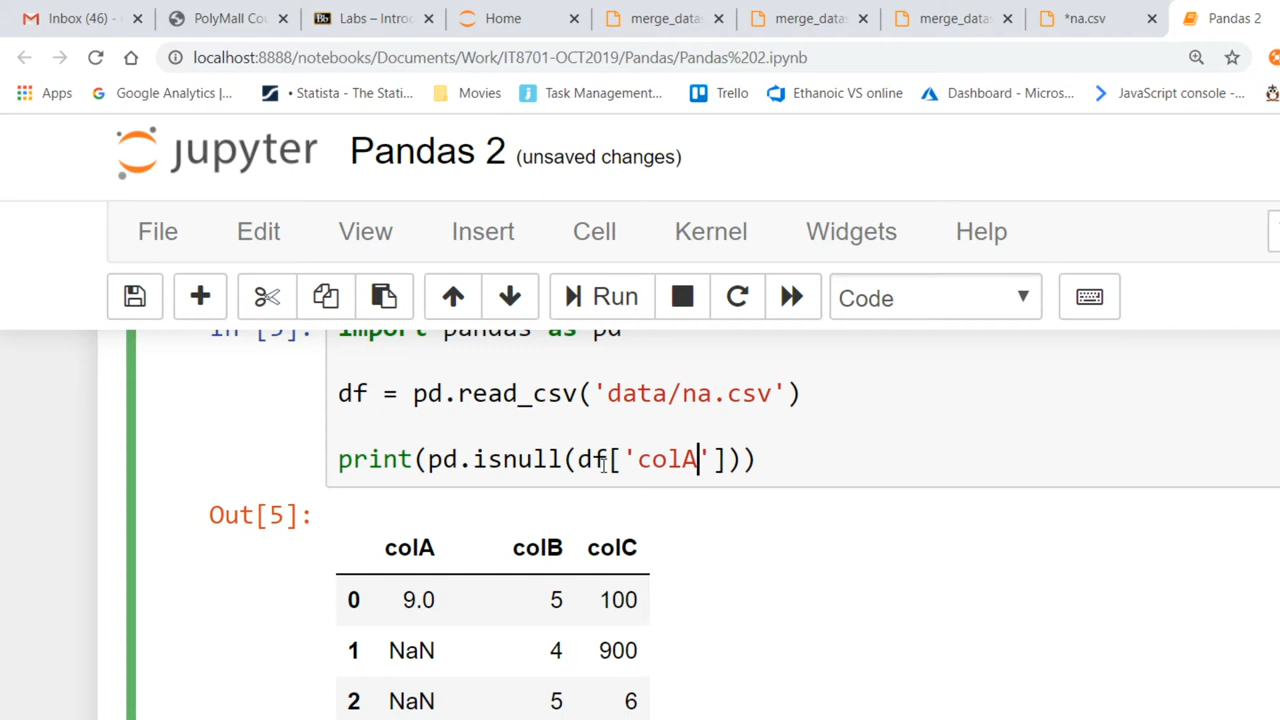 Inbox (46) -
PolyMall Cou
Bb Labs – Intro
Home
merge_data
merge_data
merge_data
*na.csv
Pandas 2
localhost:8888/notebooks/Documents/Work/IT8701-OCT2019/Pandas/Pandas%202.ipynb
Apps
Google Analytics |...
• Statista - The Stati...
Movies
Task Management...
Trello
Ethanoic VS online
Dashboard - Micros...
JavaScript console -...
jupyter Pandas 2 (unsaved changes)
File Edit View Insert Cell Kernel Widgets Help
Run Code
import pandas as pd
df = pd.read_csv('data/na.csv')
print(pd.isnull(df['colA']))
Out[5]:
colA colB colC
0 9.0 5 100
1 NaN 4 900
2 NaN 5 6